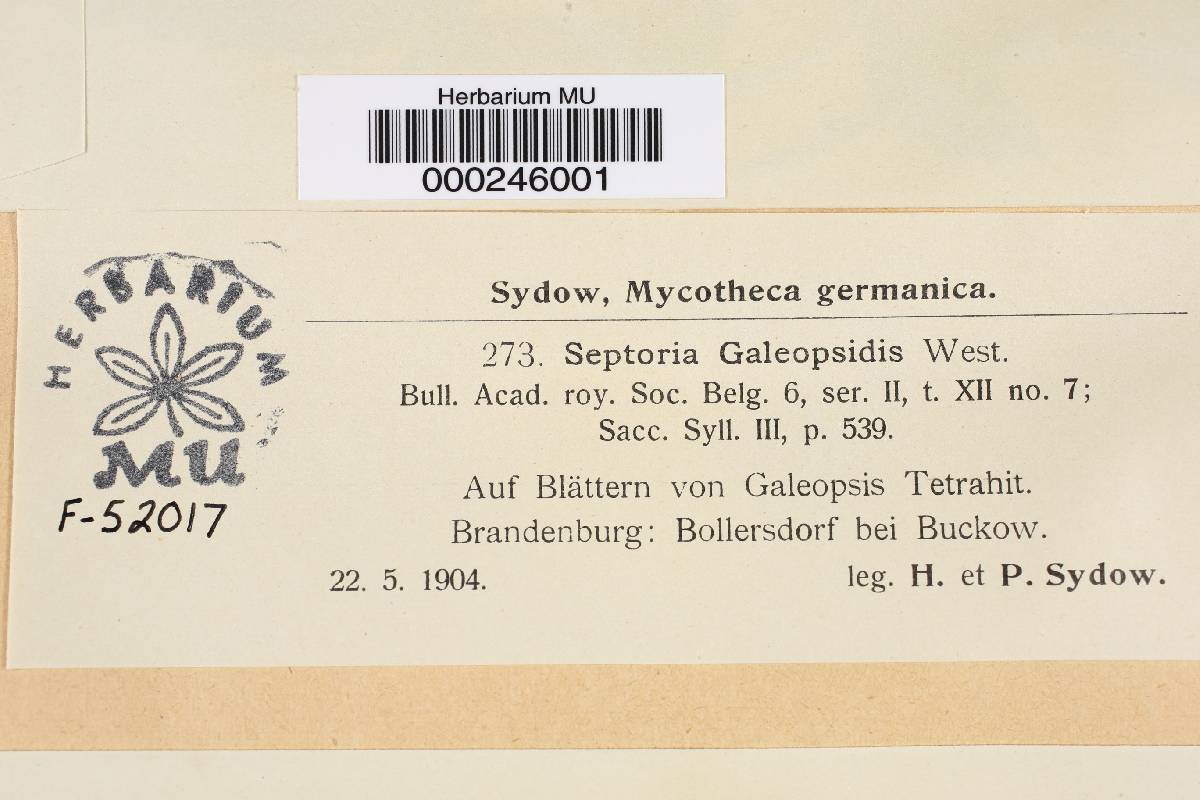 Herbarium MU
000246001
HERBARIUM
MU
F-52017
Sydow, Mycotheca germanica.
273. Septoria Galeopsidis West.
Bull. Acad. roy. Soc. Belg. 6, ser. II, t. XII no. 7;
Sacc. Syll. III, p. 539.
Auf Blättern von Galeopsis Tetrahit.
Brandenburg: Bollersdorf bei Buckow.
22. 5. 1904. leg. H. et P. Sydow.